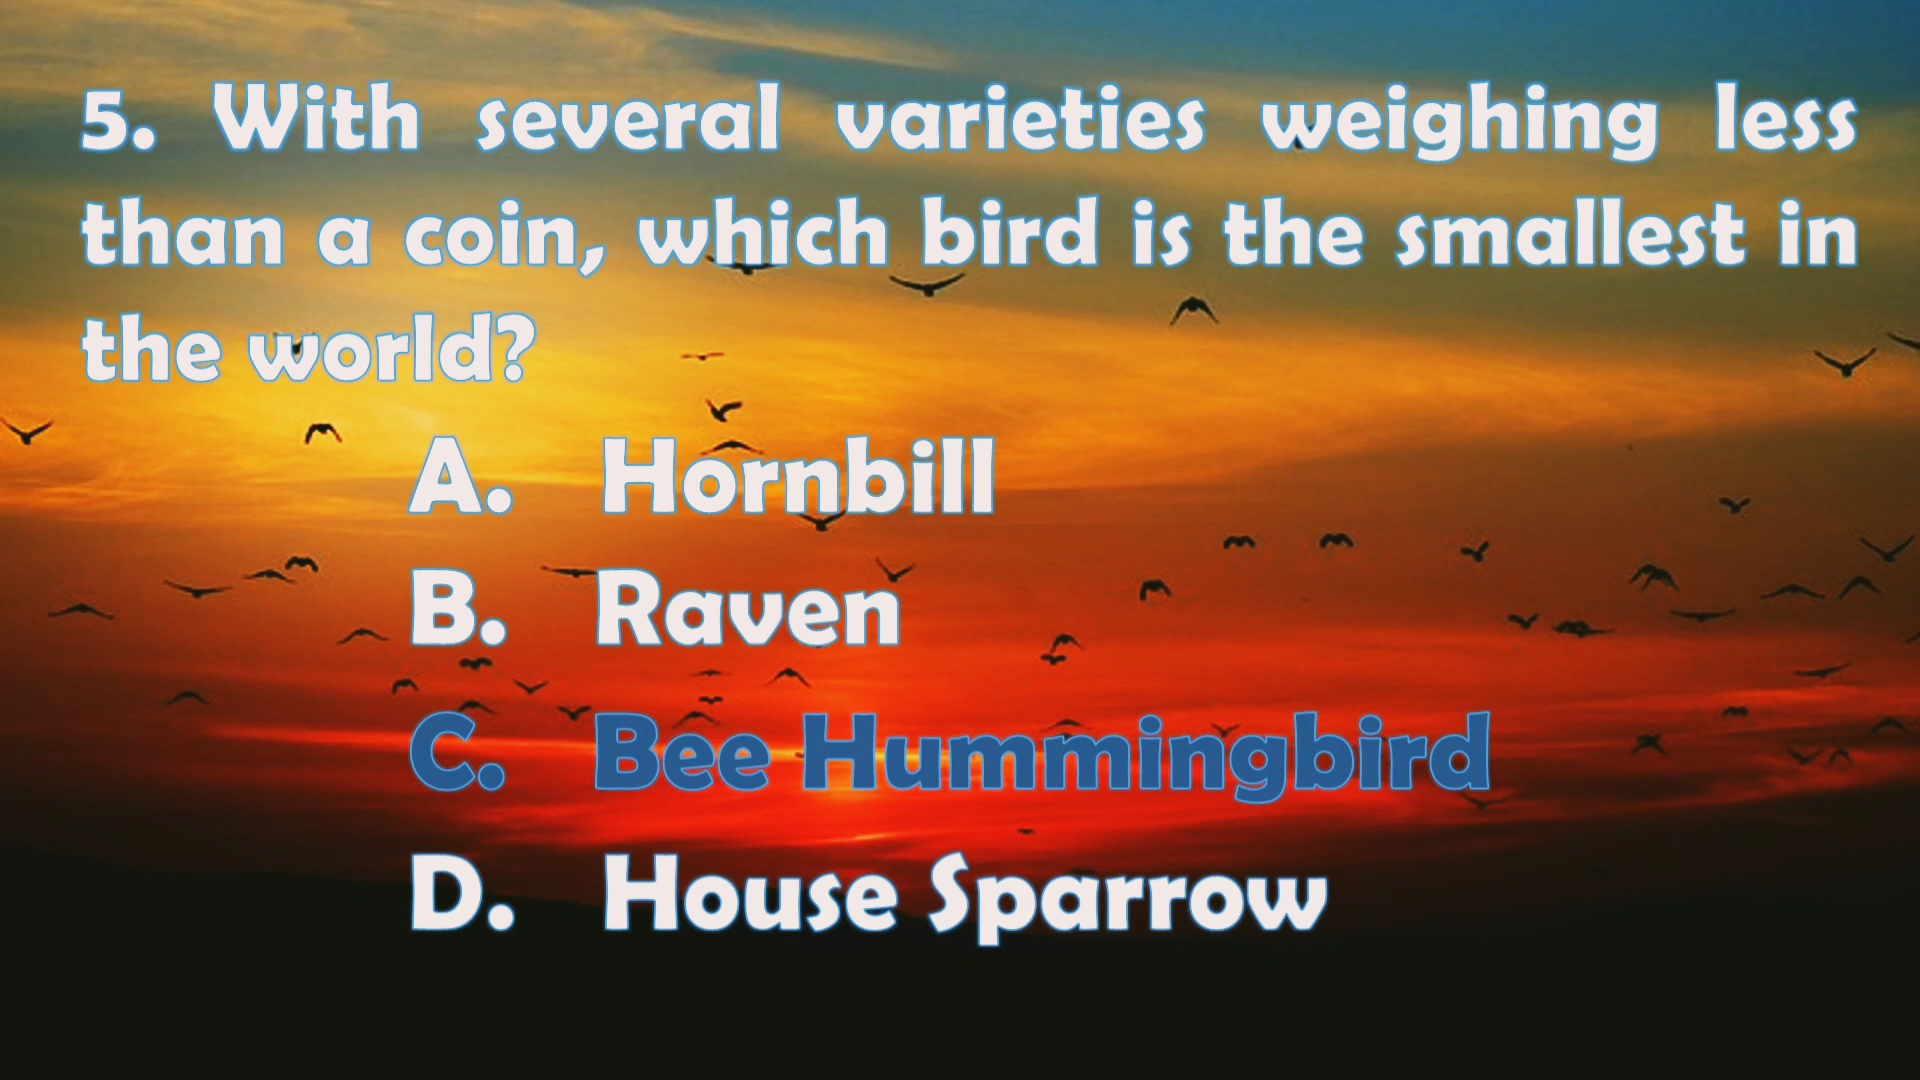 5. With several varieties weighing less
than a coin, which bird is the smallest in
the world?
A. Hornbill
B. Raven
C. Bee Hummingbird
D. House Sparrow